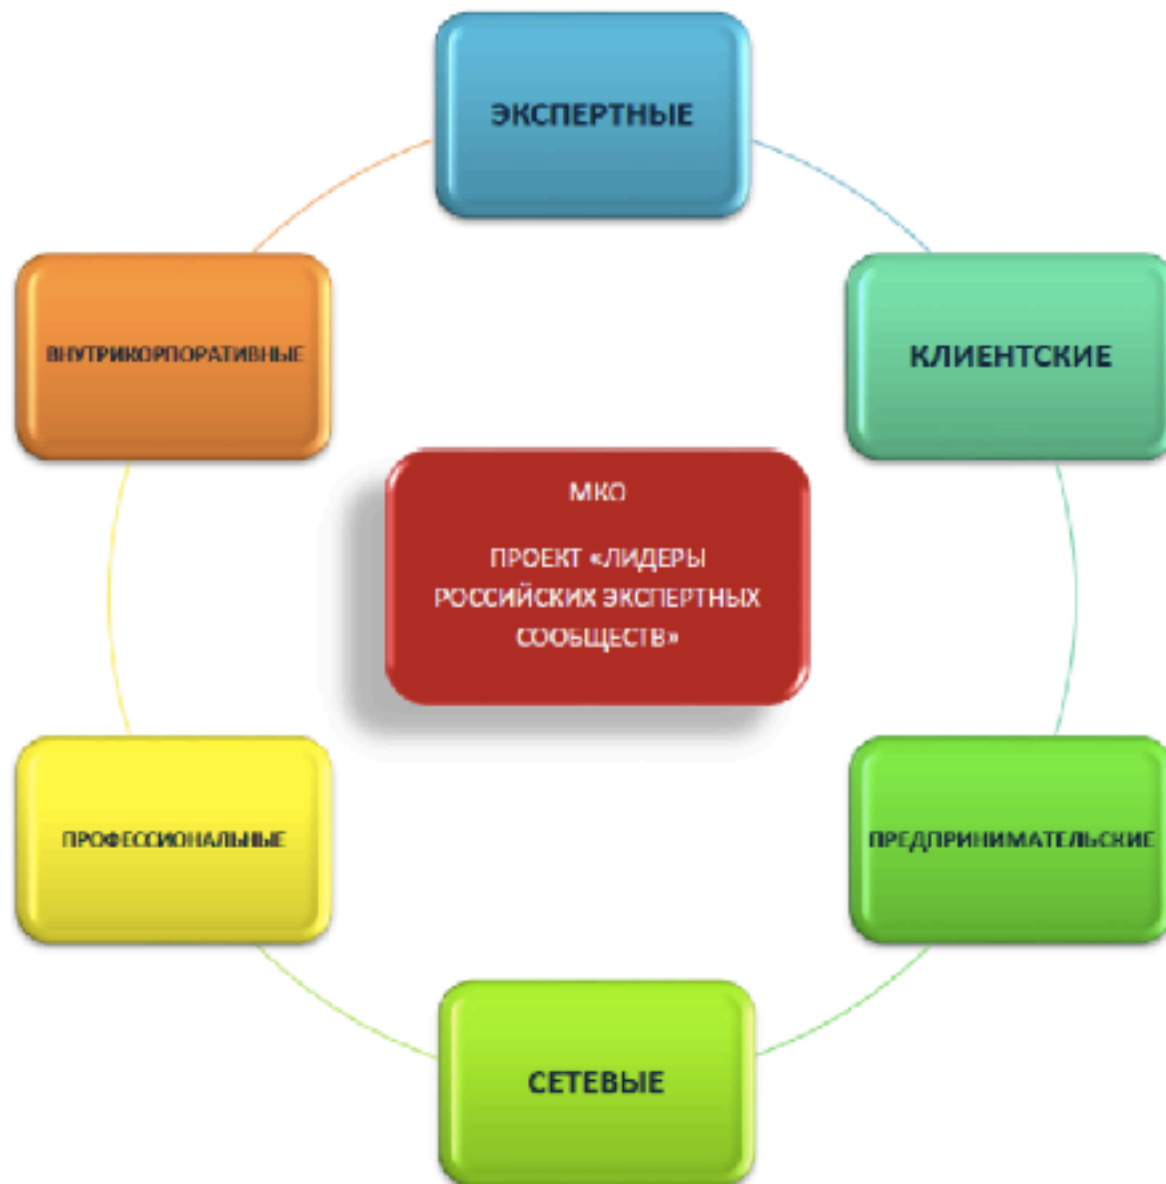 ЭКСПЕРТНЫЕ
ВНУТРИКОРПОРАТИВНЫЕ
КЛИЕНТСКИЕ
МКО
ПРОЕКТ «ЛИДЕРЫ
РОССИЙСКИХ ЭКСПЕРТНЫХ
СООБЩЕСТВ»
ПРОФЕССИОНАЛЬНЫЕ
ПРЕДПРИНИМАТЕЛЬСКИЕ
СЕТЕВЫЕ